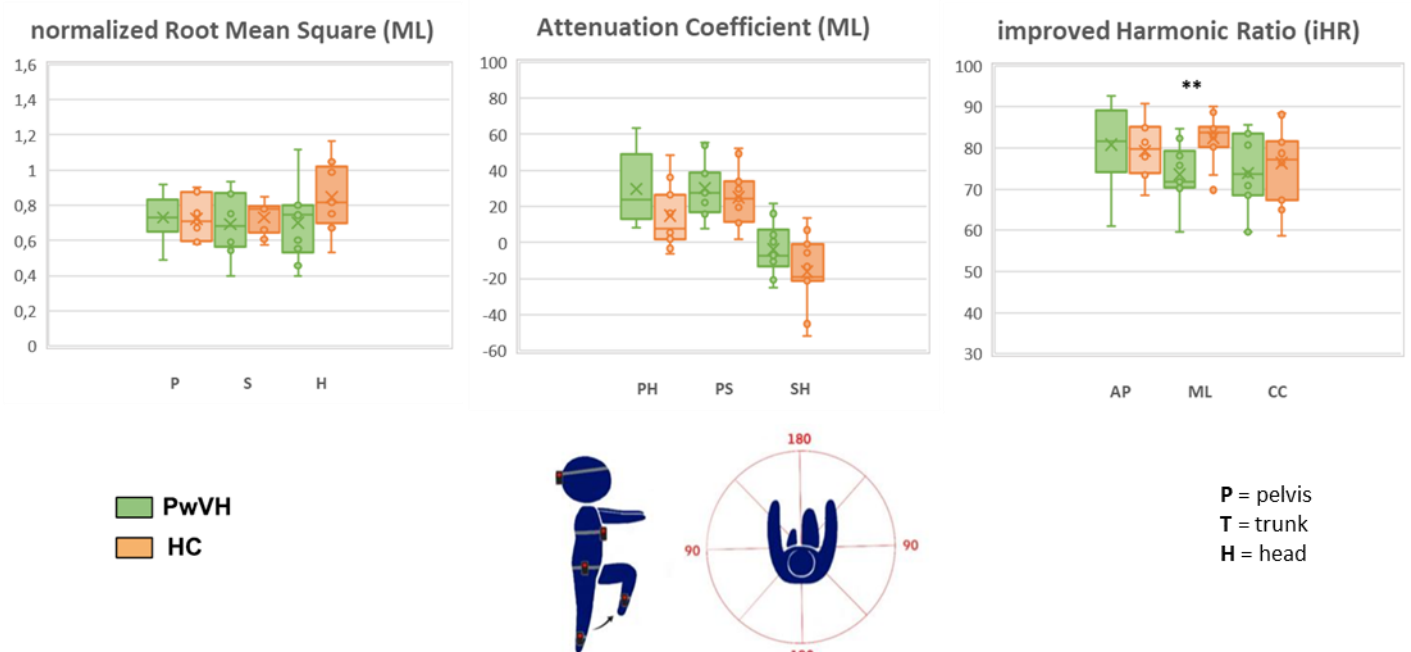 normalized Root Mean Square (ML)
1,6
1,4
1,2
1
0,8
0,6
0,4
0,2
0
P S H
Attenuation Coefficient (ML)
100
80
60
40
20
0
-20
-40
-60
PH PS SH
improved Harmonic Ratio (iHR)
**
100
90
80
70
60
50
40
30
AP ML CC
PwVH
HC
180
90 90
P = pelvis
T = trunk
H = head